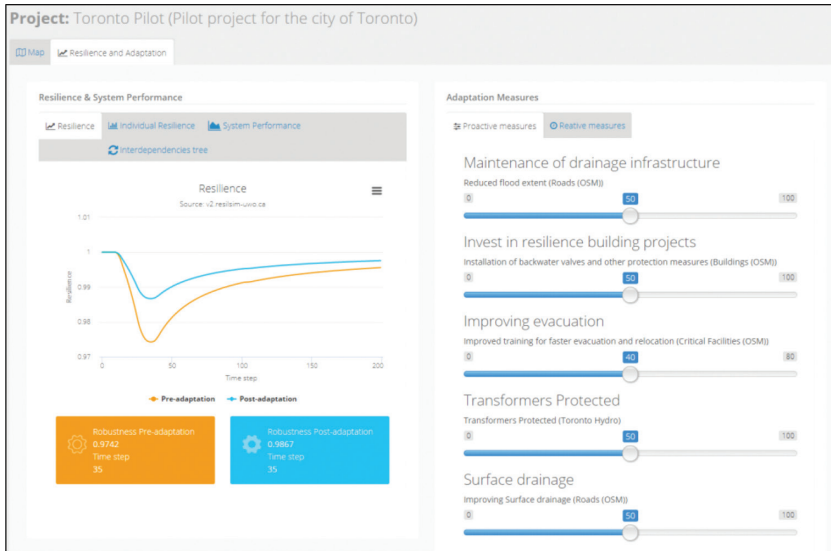 Project: Toronto Pilot (Pilot project for the city of Toronto)
Map
Resilience and Adaptation
Resilience & System Performance
Resilience
Individual Resilience
System Performance
Interdependencies tree
Resilience
Source: v2.resilsim-uwo.ca
1.01
1
0.99
0.98
0.97
Resilience
0
50
100
150
200
Time step
Pre-adaptation
Post-adaptation
Robustness Pre-adaptation
0.9742
Time step
35
Robustness Post-adaptation
0.9867
Time step
35
Adaptation Measures
Proactive measures
Reative measures
Maintenance of drainage infrastructure
Reduced flood extent (Roads (OSM))
0
50
100
Invest in resilience building projects
Installation of backwater valves and other protection measures (Buildings (OSM))
0
50
100
Improving evacuation
Improved training for faster evacuation and relocation (Critical Facilities (OSM))
0
40
80
Transformers Protected
Transformers Protected (Toronto Hydro)
0
50
100
Surface drainage
Improving Surface drainage (Roads (OSM))
0
50
100